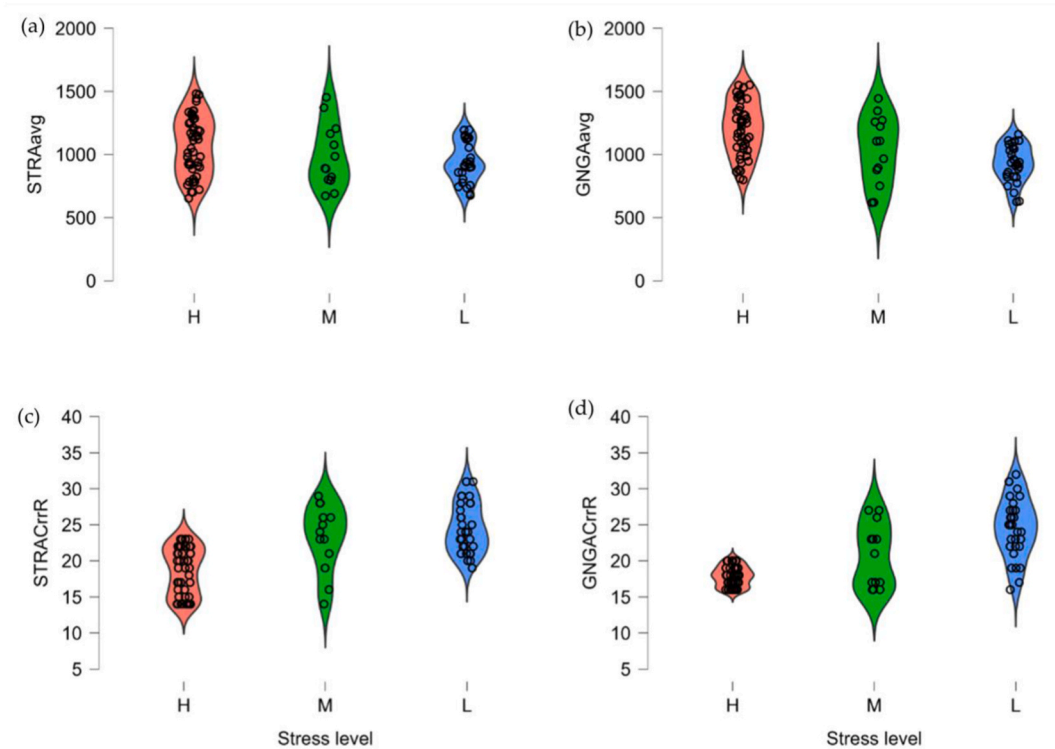 (a)
STRAavg
2000
1500
1000
500
0
H M L
(b)
GNGAavg
2000
1500
1000
500
0
H M L
(c)
STRACrrR
40
35
30
25
20
15
10
5
H M L
Stress level
(d)
GNGACrrR
40
35
30
25
20
15
10
5
H M L
Stress level